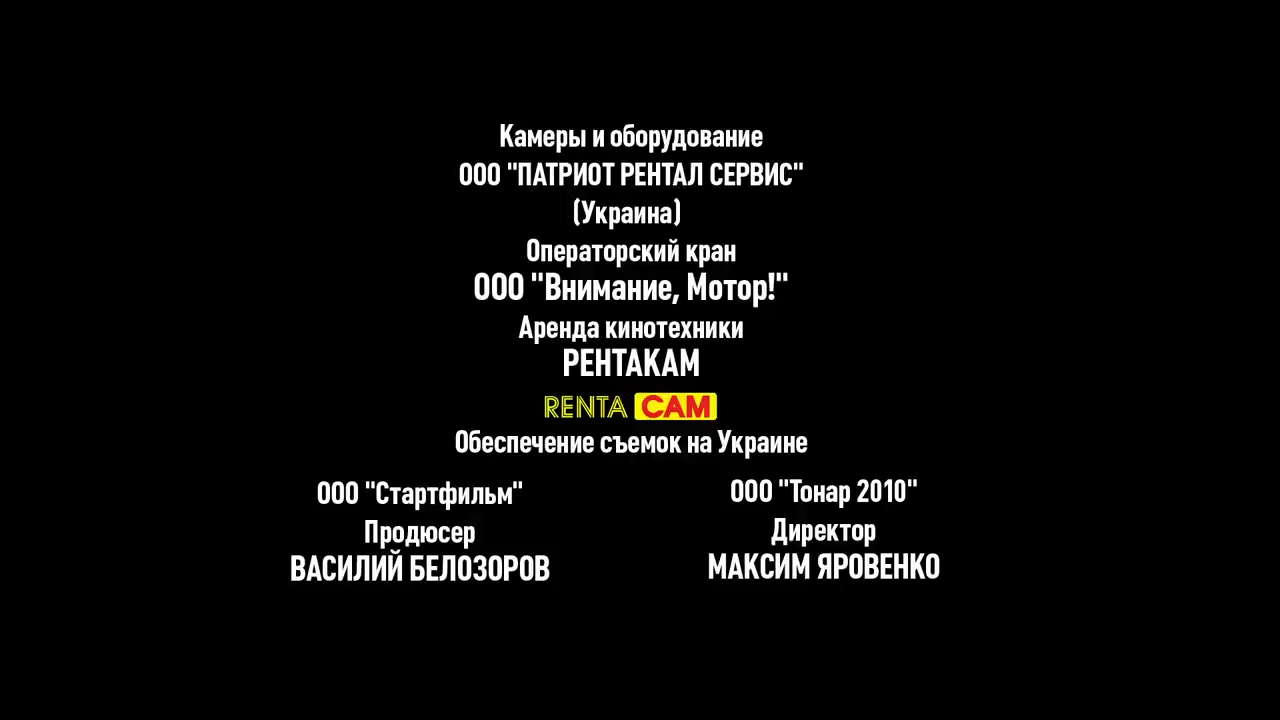 Камеры и оборудование
ООО "ПАТРИОТ РЕНТАЛ СЕРВИС"
(Украина)
Операторский кран
ООО "Внимание, Мотор!"
Аренда кинотехники
РЕНТАКАМ
RENTA CAM
Обеспечение съемок на Украине
ООО "Стартфильм"
Продюсер
ВАСИЛИЙ БЕЛОЗОРОВ
ООО "Тонар 2010"
Директор
МАКСИМ ЯРОВЕНКО